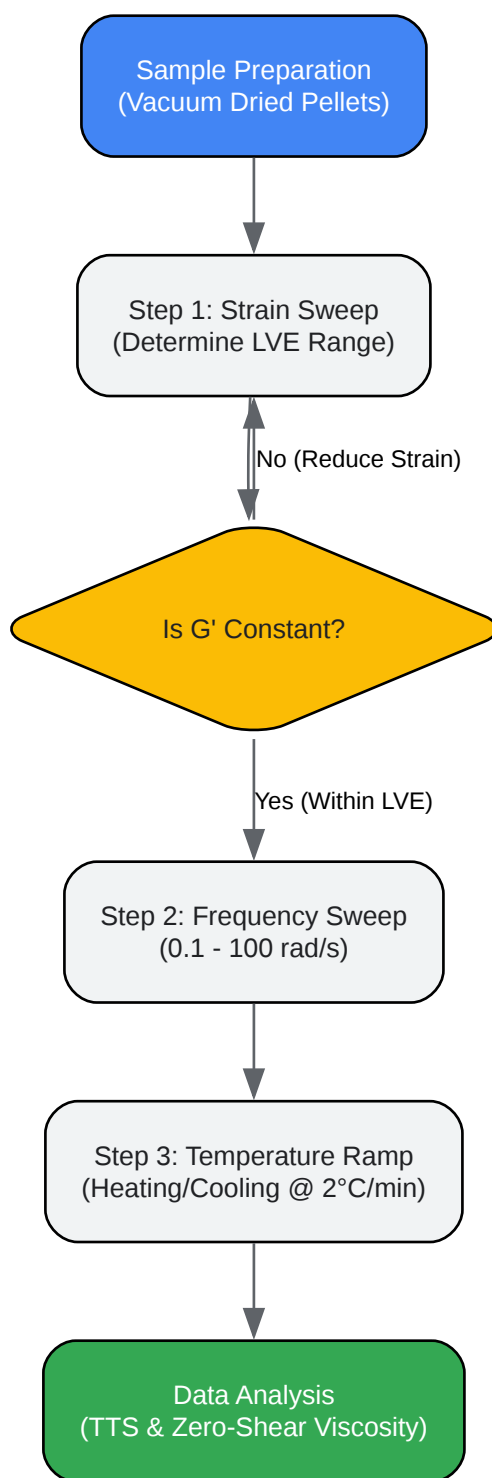 Sample Preparation
(Vacuum Dried Pellets)
Step 1: Strain Sweep
(Determine LVE Range)
No (Reduce Strain)
Is G' Constant?
Yes (Within LVE)
Step 2: Frequency Sweep
(0.1 - 100 rad/s)
Step 3: Temperature Ramp
(Heating/Cooling @ 2°C/min)
Data Analysis
(TTS & Zero-Shear Viscosity)